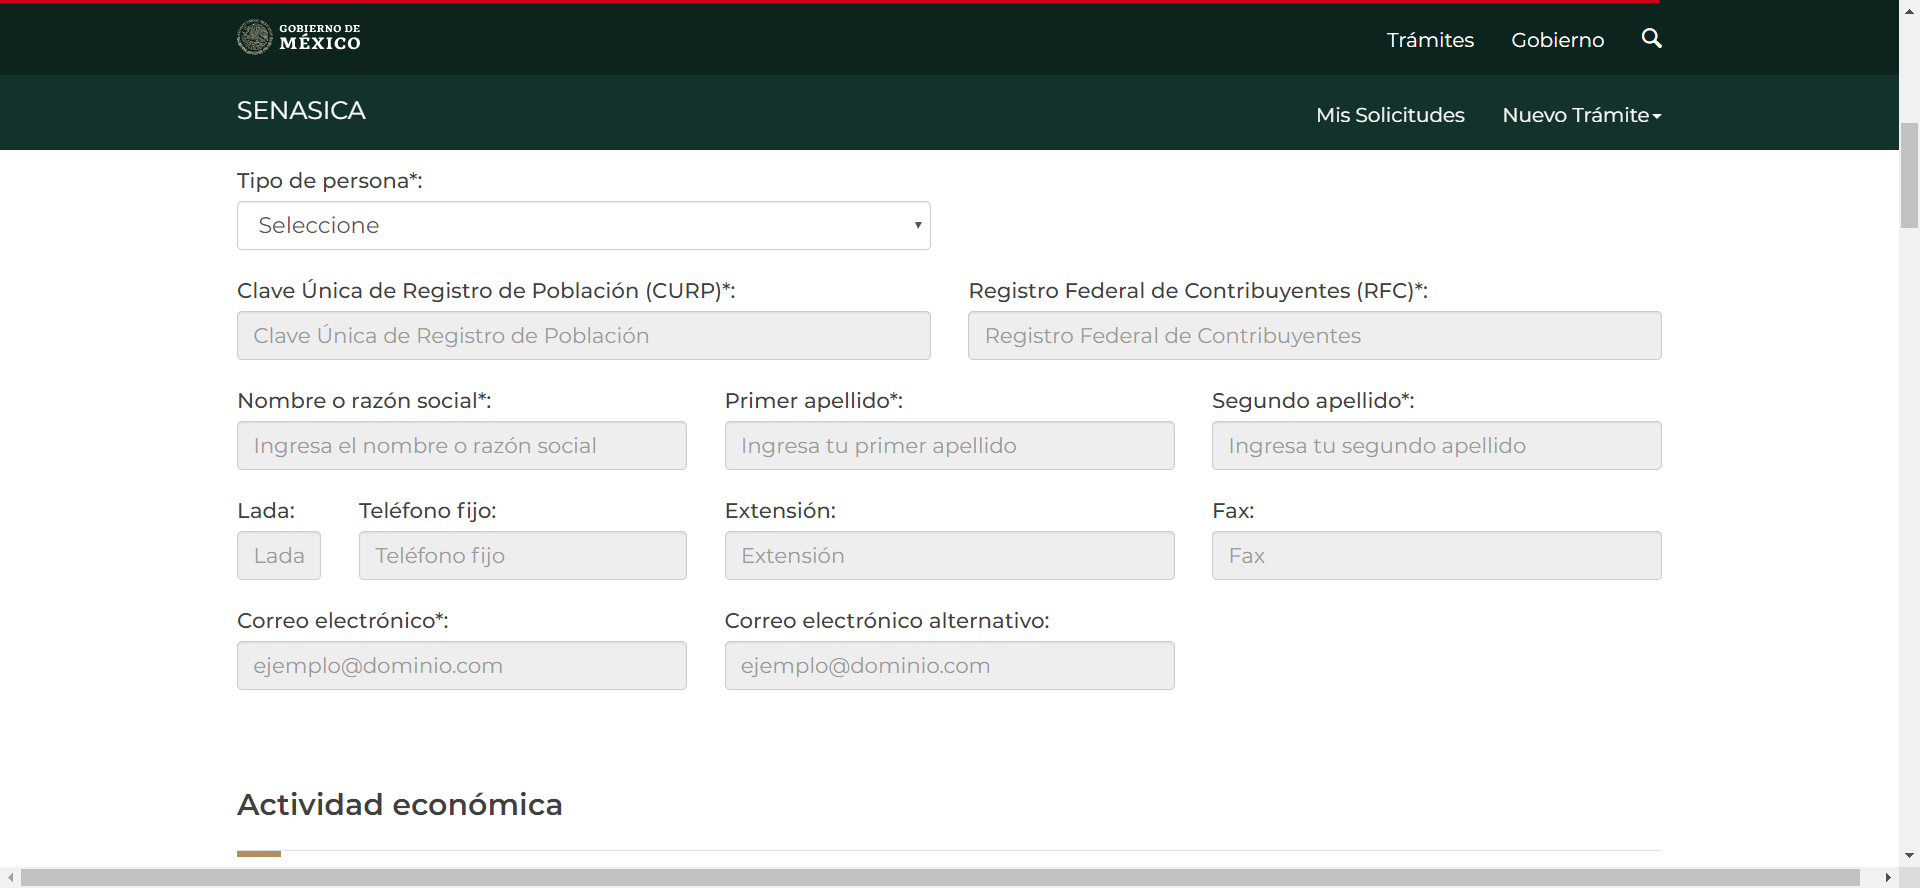 GOBIERNO DE
MÉXICO
Trámites Gobierno
SENASICA
Mis Solicitudes Nuevo Trámite
Tipo de persona*:
Seleccione
Clave Única de Registro de Población (CURP)*: Registro Federal de Contribuyentes (RFC)*:
Clave Única de Registro de Población Registro Federal de Contribuyentes
Nombre o razón social*: Primer apellido*: Segundo apellido*:
Ingresa el nombre o razón social Ingresa tu primer apellido Ingresa tu segundo apellido
Lada: Teléfono fijo: Extensión: Fax:
Lada Teléfono fijo Extensión Fax
Correo electrónico*: Correo electrónico alternativo:
ejemplo@dominio.com ejemplo@dominio.com
Actividad económica